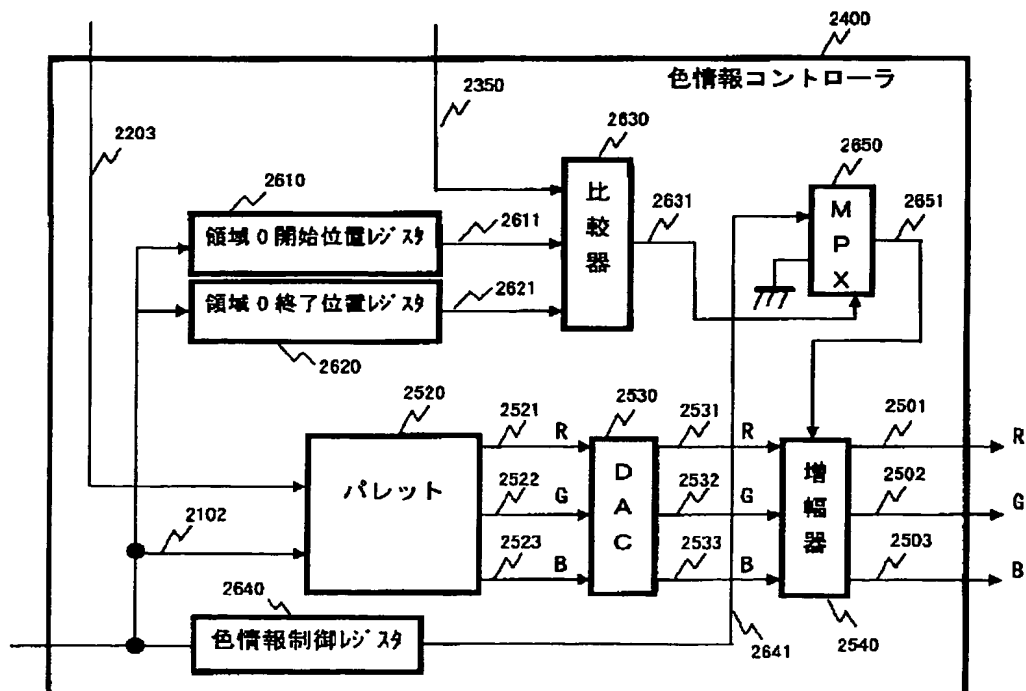 2400
色情報コントローラ
2350
2203
2630
2650
2610
比較器
2631
MPX
2651
領域0開始位置レジスタ
2611
領域0終了位置レジスタ
2621
2620
2520
2521
R
2530
2531
R
2501
R
パレット
2522
G
DAC
2532
G
増幅器
2502
G
2102
2523
B
2533
B
2503
B
2640
色情報制御レジスタ
2641
2540